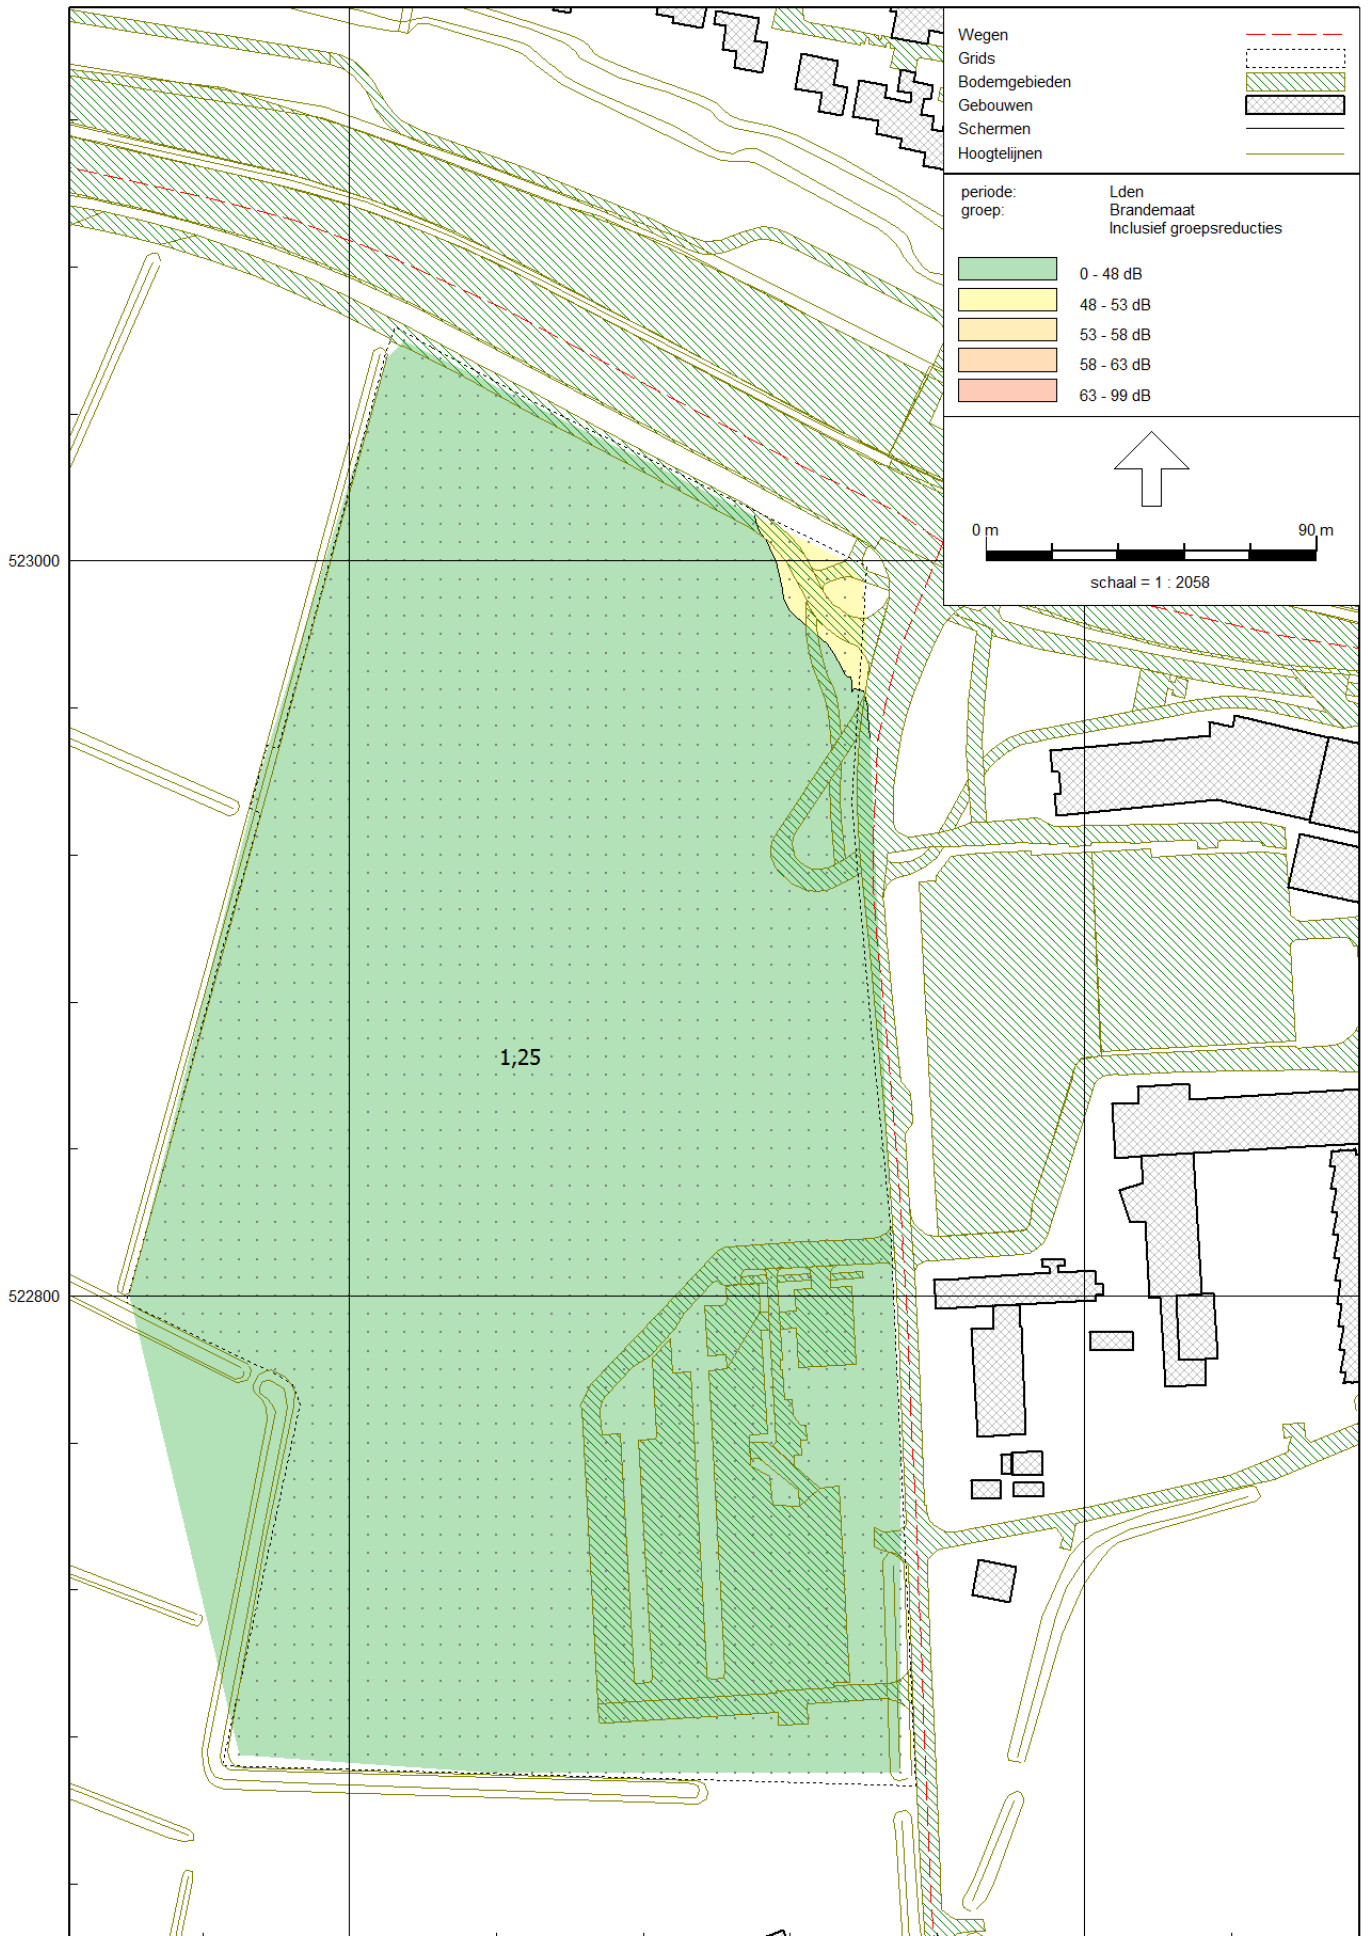 Wegen
Grids
Bodemgebieden
Gebouwen
Schermen
Hoogtelijnen
periode: Lden
groep: Brandemaat
Inclusief groepsreducties
0 - 48 dB
48 - 53 dB
53 - 58 dB
58 - 63 dB
63 - 99 dB
0 m 90 m
schaal = 1 : 2058
523000
1,25
522800